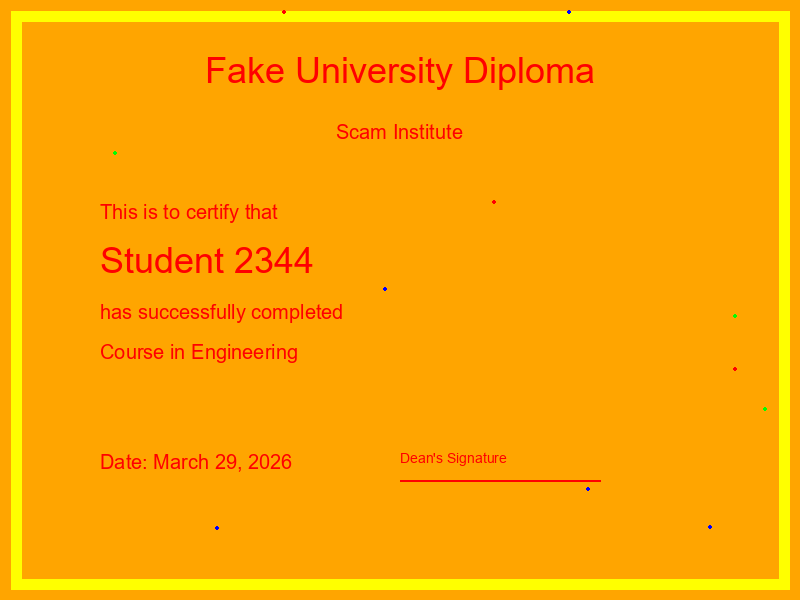 Fake University Diploma
Scam Institute
This is to certify that
Student 2344
has successfully completed
Course in Engineering
Date: March 29, 2026
Dean's Signature